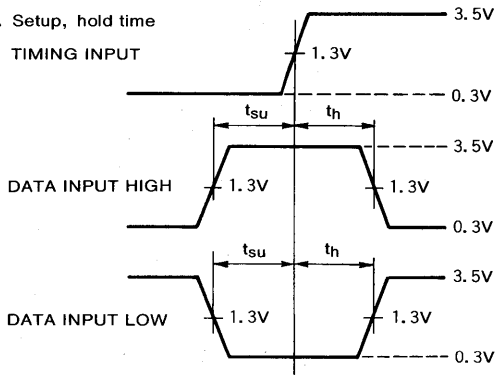 . Setup, hold time
3.5V
TIMING INPUT
1.3V
0.3V
tsu
th
3.5V
DATA INPUT HIGH
1.3V
1.3V
0.3V
tsu
th
3.5V
DATA INPUT LOW
1.3V
1.3V
0.3V